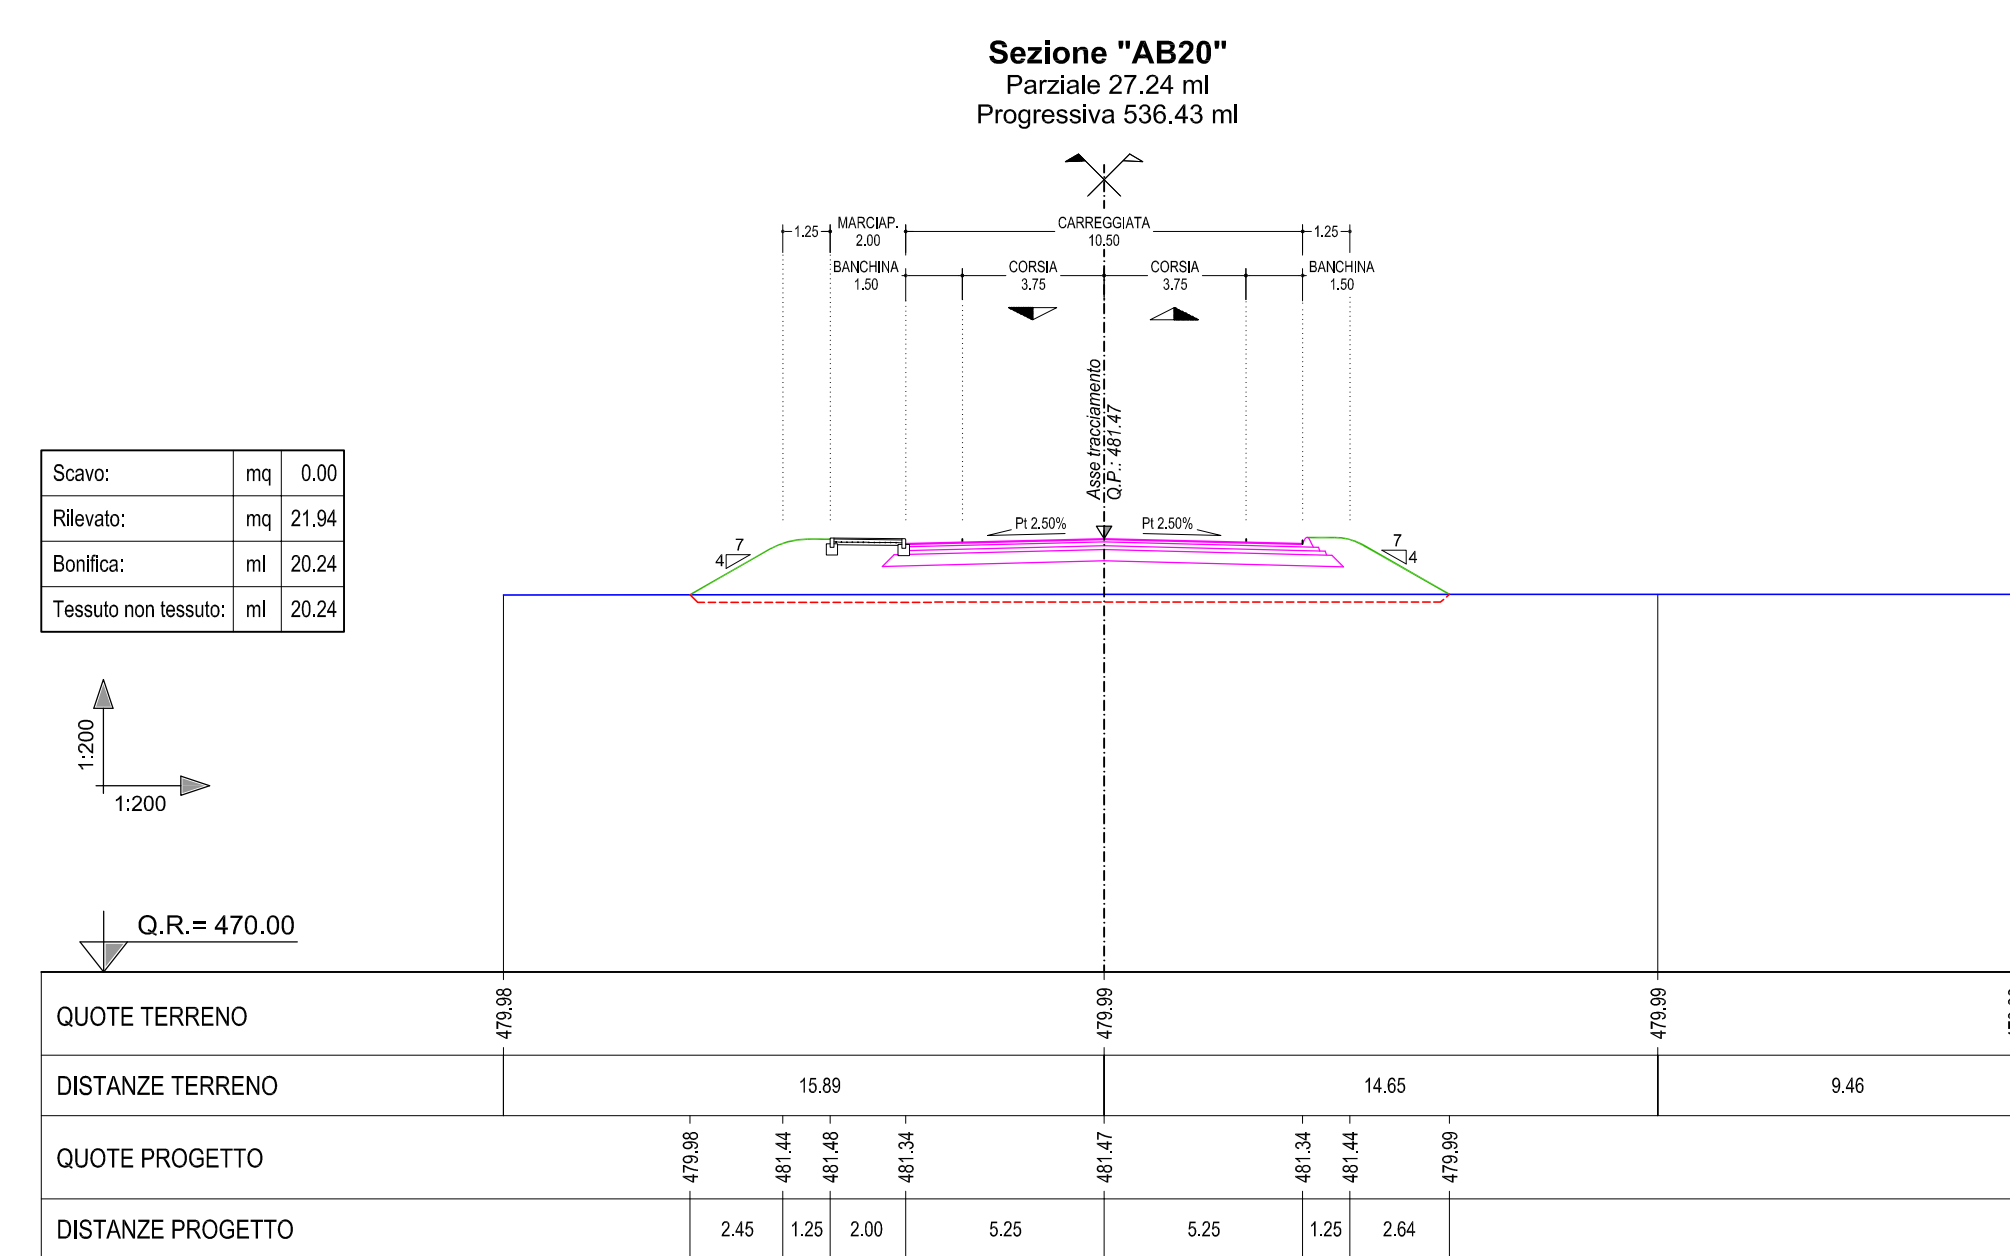 Sezione "AB20"
Parziale 27.24 ml
Progressiva 536.43 ml
1.25
MARCIAP.
2.00
CARREGGIATA
10.50
1.25
BANCHINA
1.50
CORSIA
3.75
CORSIA
3.75
BANCHINA
1.50
Asse tracciamento
Q.P.: 481.47
Pt 2.50%
Pt 2.50%
7
4
7
4
Scavo: mq 0.00
Rilevato: mq 21.94
Bonifica: ml 20.24
Tessuto non tessuto: ml 20.24
1:200
1:200
Q.R.= 470.00
QUOTE TERRENO 479.98 479.99 479.99
DISTANZE TERRENO 15.89 14.65 9.46
QUOTE PROGETTO 479.98 481.44 481.48 481.34 481.47 481.34 481.44 479.99
DISTANZE PROGETTO 2.45 1.25 2.00 5.25 5.25 1.25 2.64